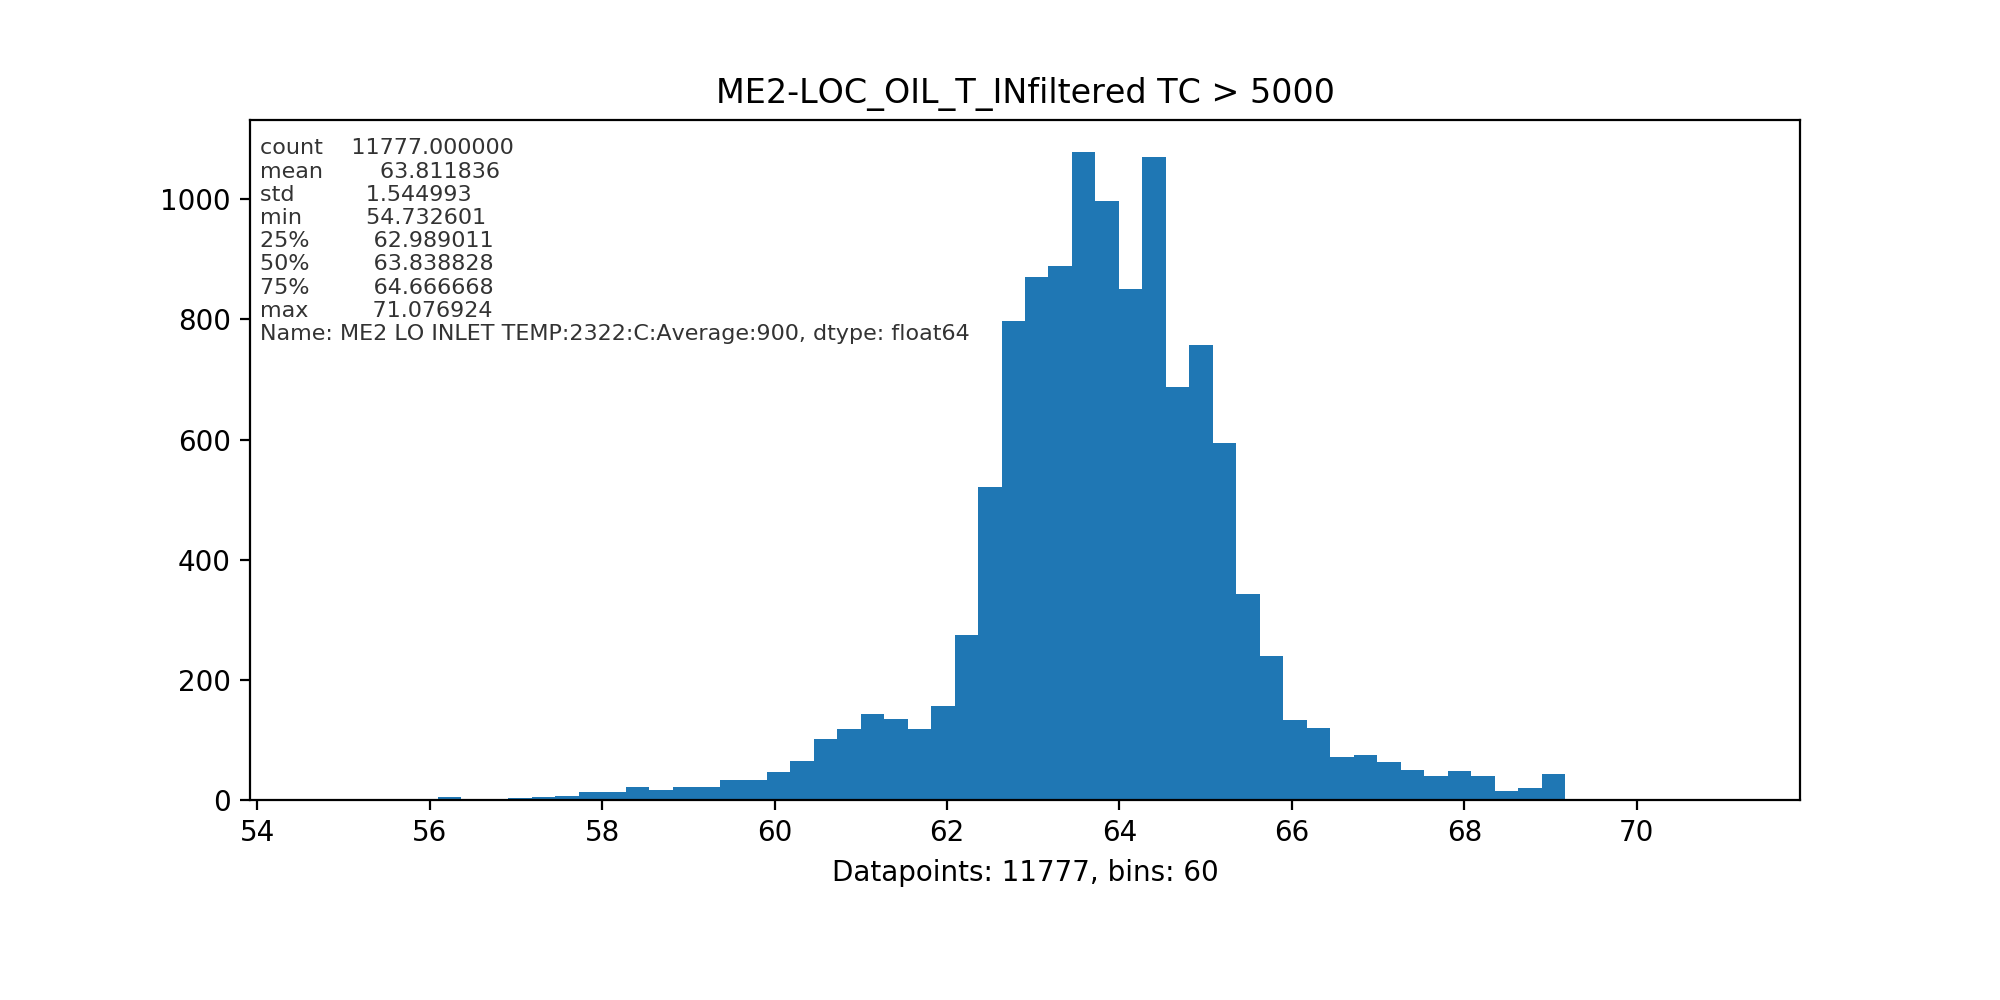 ME2-LOC_OIL_T_INfiltered TC > 5000
count 11777.000000
mean 63.811836
std 1.544993
min 54.732601
25% 62.989011
50% 63.838828
75% 64.666668
max 71.076924
Name: ME2 LO INLET TEMP:2322:C:Average:900, dtype: float64
1000
800
600
400
200
0
54 56 58 60 62 64 66 68 70
Datapoints: 11777, bins: 60